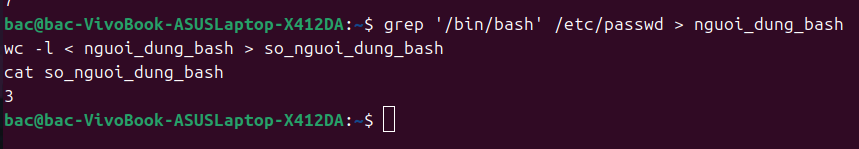 7
bac@bac-VivoBook-ASUSLaptop-X412DA:~$ grep '/bin/bash' /etc/passwd > nguoi_dung_bash
wc -l < nguoi_dung_bash > so_nguoi_dung_bash
cat so_nguoi_dung_bash
3
bac@bac-VivoBook-ASUSLaptop-X412DA:~$